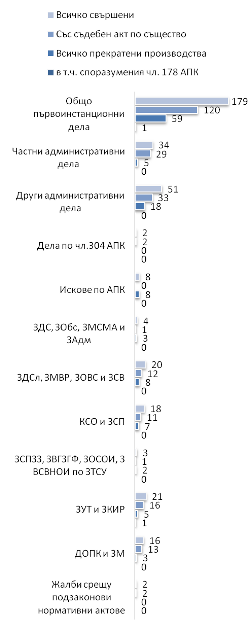 Всичко свършени
Със съдебен акт по същество
Всичко прекратени производства
в т.ч. споразумения чл. 178 АПК
Общо
първоинстанционни
дела
179
120
59
1
Частни административни
дела
34
29
5
0
Други административни
дела
51
33
18
0
Дела по чл.304 АПК
2
2
0
0
Искове по АПК
8
0
8
0
ЗДС, ЗОбс, ЗМСМА и
ЗАдм
4
1
3
0
ЗДСл, ЗМВР, ЗОВС и ЗСВ
20
12
8
0
КСО и ЗСП
18
11
7
0
ЗСПЗЗ, ЗВГЗГФ, ЗОСОИ, З
ВСВНОИ по ЗТСУ
3
1
2
0
ЗУТ и ЗКИР
21
16
5
1
ДОПК и ЗМ
16
13
3
0
Жалби срещу
подзаконови
нормативни актове
2
2
0
0